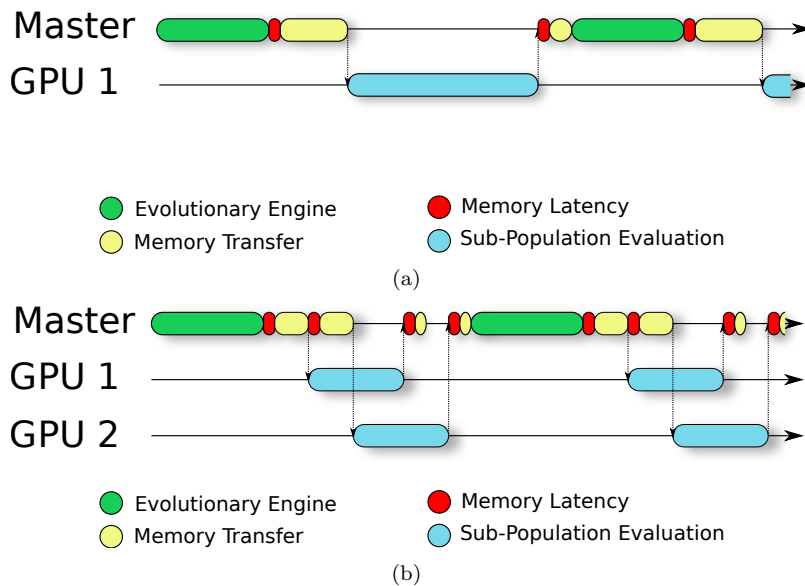 Master
GPU 1
Evolutionary Engine
Memory Latency
Memory Transfer
Sub-Population Evaluation
(a)
Master
GPU 1
GPU 2
Evolutionary Engine
Memory Latency
Memory Transfer
Sub-Population Evaluation
(b)